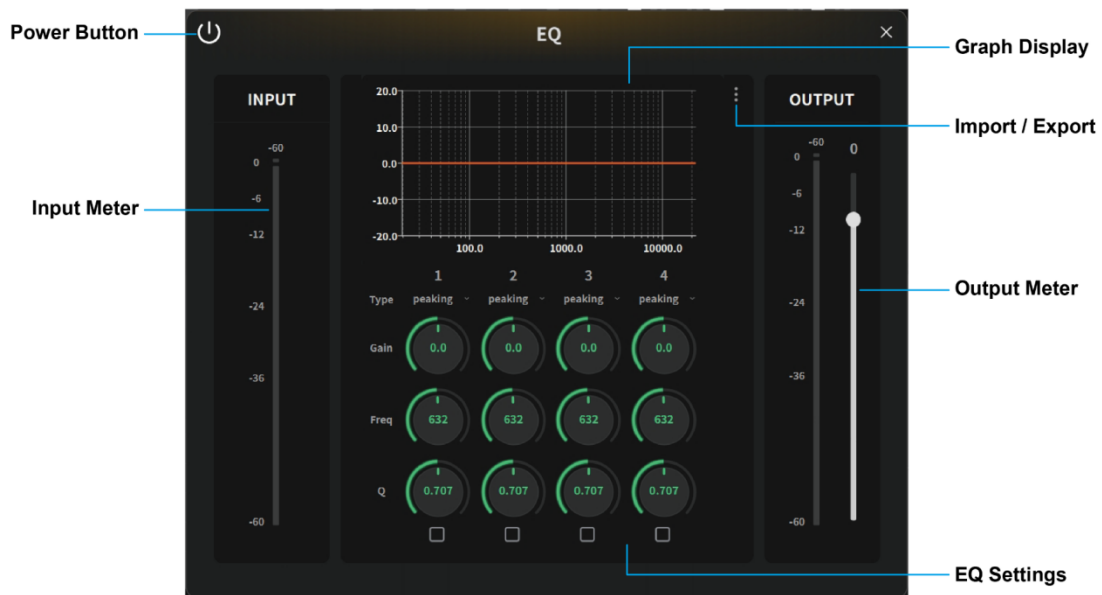 Power Button
EQ
Graph Display
Import / Export
Input Meter
Output Meter
EQ Settings
INPUT
-60
0
-6
-12
-24
-36
-60
20.0
10.0
0.0
-10.0
-20.0
100.0 1000.0 10000.0
1 2 3 4
Type peaking peaking peaking peaking
Gain 0.0 0.0 0.0 0.0
Freq 632 632 632 632
Q 0.707 0.707 0.707 0.707
OUTPUT
-60 0
0
-6
-12
-24
-36
-60